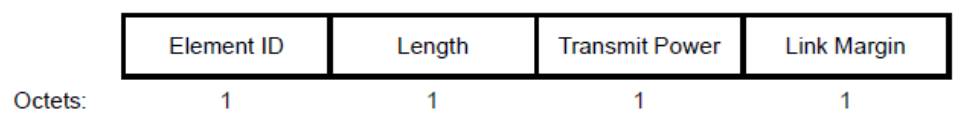 Element ID Length Transmit Power Link Margin
Octets: 1 1 1 1